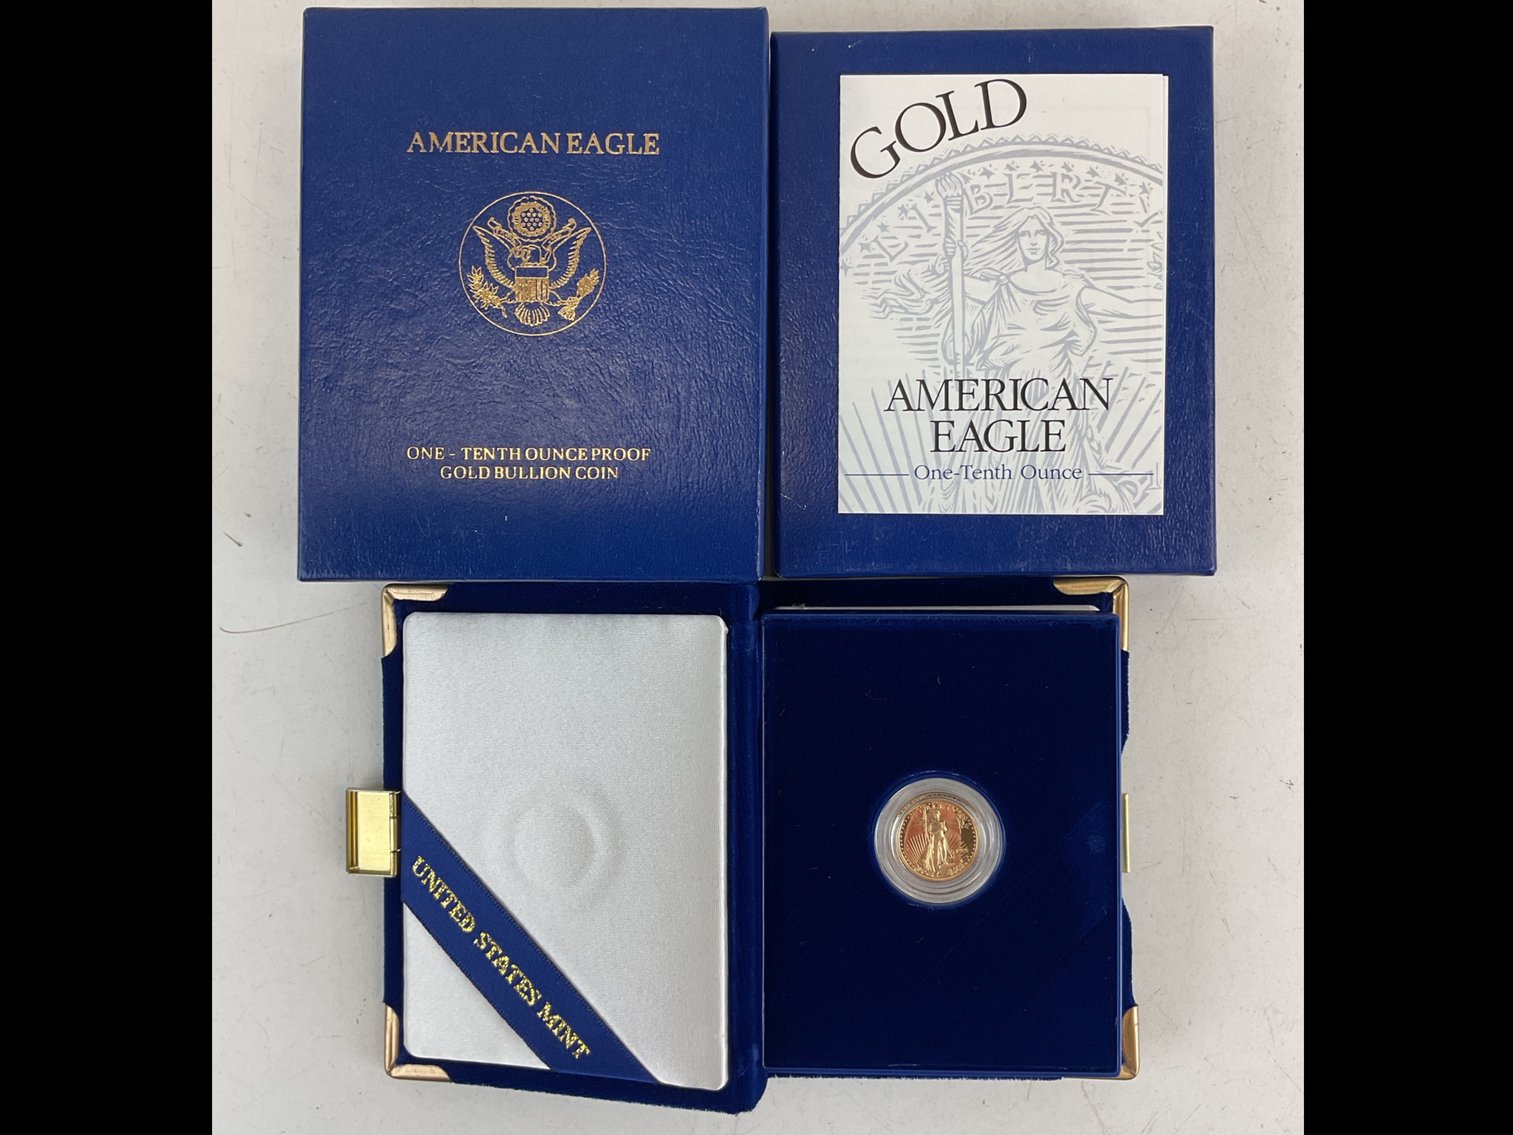 AMERICAN EAGLE
ONE - TENTH OUNCE PROOF
GOLD BULLION COIN
GOLD
LIBERTY
AMERICAN
EAGLE
One-Tenth Ounce
UNITED STATES MINT